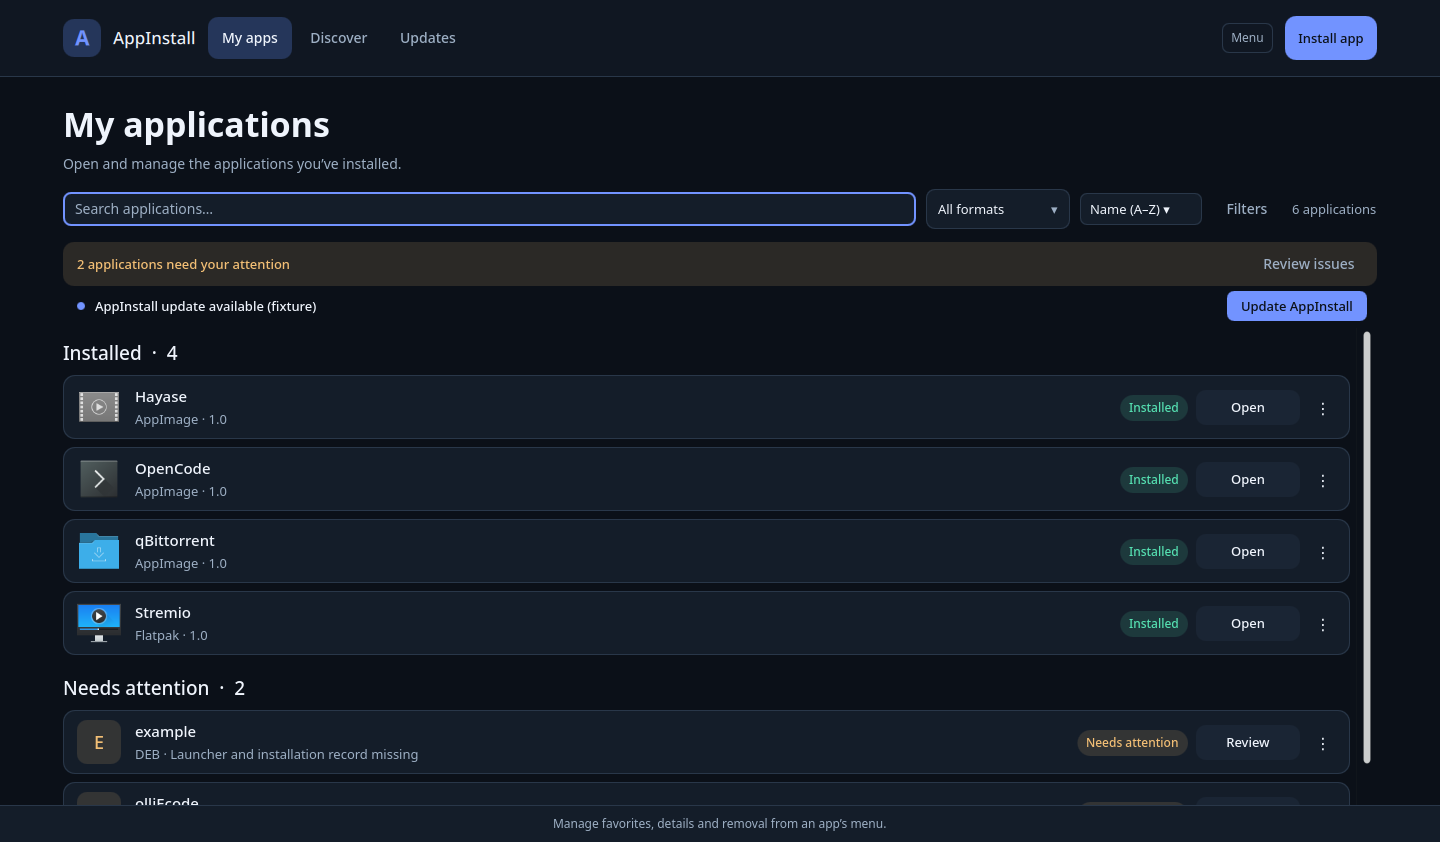 A AppInstall My apps Discover Updates Menu Install app
My applications
Open and manage the applications you’ve installed.
Search applications... All formats ▾ Name (A–Z) ▾ Filters 6 applications
2 applications need your attention Review issues
AppInstall update available (fixture) Update AppInstall
Installed · 4
Hayase
AppImage · 1.0
Installed Open ⋮
OpenCode
AppImage · 1.0
Installed Open ⋮
qBittorrent
AppImage · 1.0
Installed Open ⋮
Stremio
Flatpak · 1.0
Installed Open ⋮
Needs attention · 2
E
example
DEB · Launcher and installation record missing
Needs attention Review ⋮
Manage favorites, details and removal from an app’s menu.